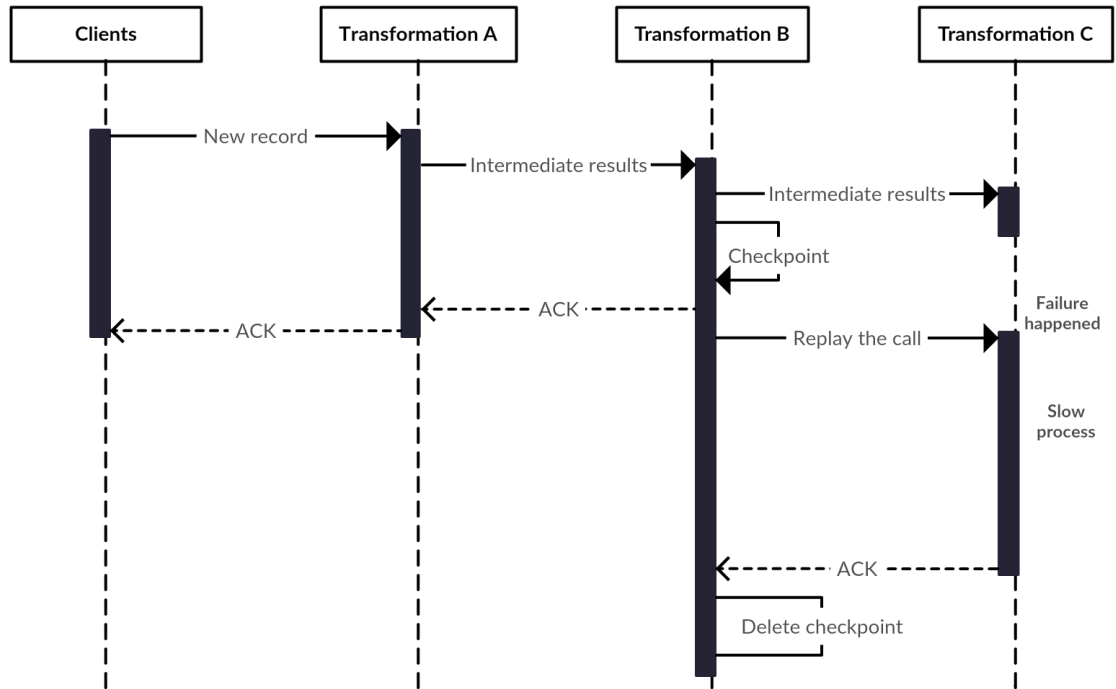 Clients
Transformation A
Transformation B
Transformation C
New record
Intermediate results
Intermediate results
Checkpoint
ACK
ACK
Failure
happened
Replay the call
Slow
process
ACK
Delete checkpoint